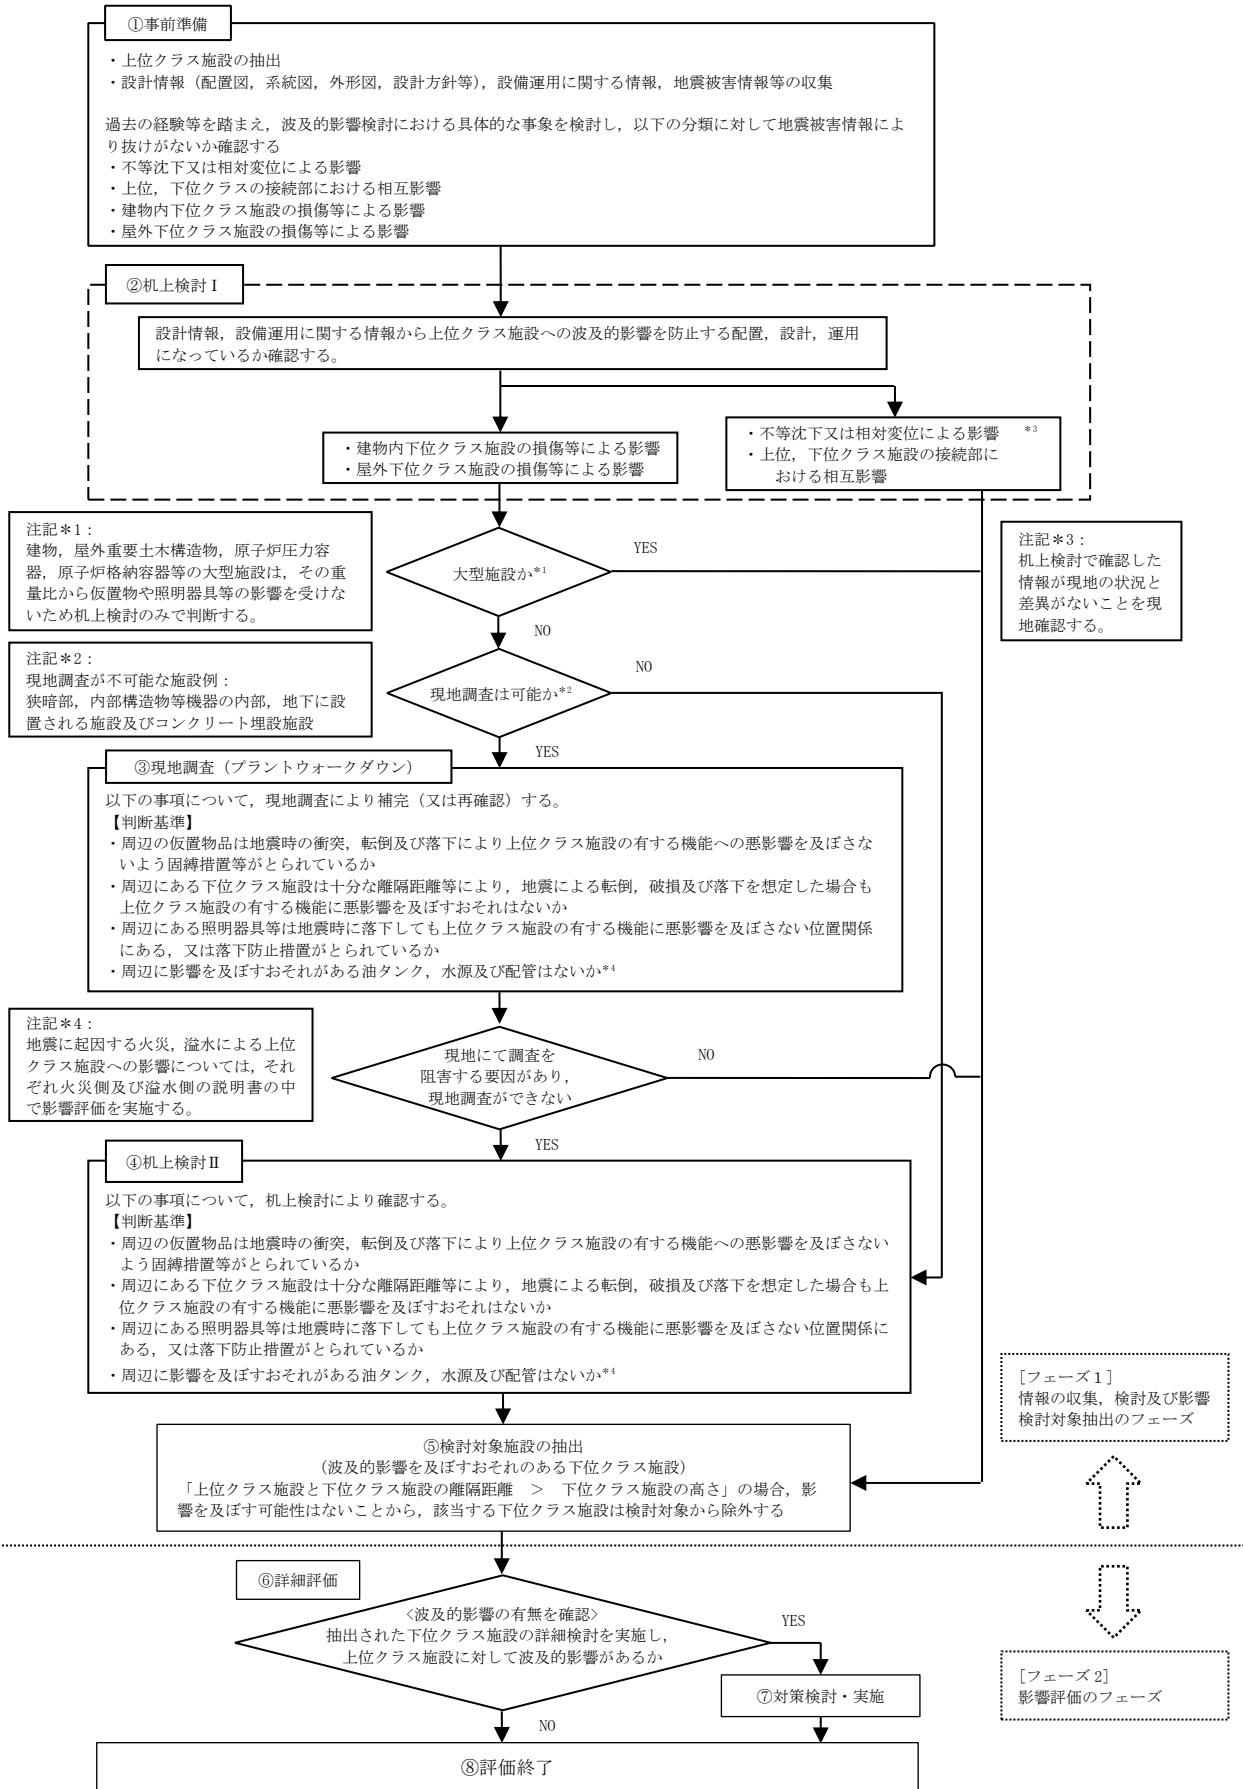 ①事前準備
・上位クラス施設の抽出
・設計情報（配置図，系統図，外形図，設計方針等），設備運用に関する情報，地震被害情報等の収集
過去の経験等を踏まえ，波及的影響検討における具体的な事象を検討し，以下の分類に対して地震被害情報によ
り抜けがないか確認する
・不等沈下又は相対変位による影響
・上位，下位クラスの接続部における相互影響
・建物内下位クラス施設の損傷等による影響
・屋外下位クラス施設の損傷等による影響
②机上検討Ⅰ
設計情報，設備運用に関する情報から上位クラス施設への波及的影響を防止する配置，設計，運用
になっているか確認する。
・建物内下位クラス施設の損傷等による影響
・屋外下位クラス施設の損傷等による影響
・不等沈下又は相対変位による影響 *3
・上位，下位クラス施設の接続部に
おける相互影響
注記＊1：
建物，屋外重要土木構造物，原子炉圧力容
器，原子炉格納容器等の大型施設は，その重
量比から仮置物や照明器具等の影響を受けな
いため机上検討のみで判断する。
大型施設か*1
YES
NO
注記＊3：
机上検討で確認した
情報が現地の状況と
差異がないことを現
地確認する。
注記＊2：
現地調査が不可能な施設例：
狭暗部，内部構造物等機器の内部，地下に設
置される施設及びコンクリート埋設施設
現地調査は可能か*2
NO
YES
③現地調査（プラントウォークダウン）
以下の事項について，現地調査により補完（又は再確認）する。
【判断基準】
・周辺の仮置物品は地震時の衝突，転倒及び落下により上位クラス施設の有する機能への悪影響を及ぼさな
いよう固縛措置等がとられているか
・周辺にある下位クラス施設は十分な離隔距離等により，地震による転倒，破損及び落下を想定した場合も
上位クラス施設の有する機能に悪影響を及ぼすおそれはないか
・周辺にある照明器具等は地震時に落下しても上位クラス施設の有する機能に悪影響を及ぼさない位置関係
にある，又は落下防止措置がとられているか
・周辺に影響を及ぼすおそれがある油タンク，水源及び配管はないか*4
注記＊4：
地震に起因する火災，溢水による上位
クラス施設への影響については，それ
ぞれ火災側及び溢水側の説明書の中
で影響評価を実施する。
現地にて調査を
阻害する要因があり，
現地調査ができない
NO
YES
④机上検討Ⅱ
以下の事項について，机上検討により確認する。
【判断基準】
・周辺の仮置物品は地震時の衝突，転倒及び落下により上位クラス施設の有する機能への悪影響を及ぼさない
よう固縛措置等がとられているか
・周辺にある下位クラス施設は十分な離隔距離等により，地震による転倒，破損及び落下を想定した場合も上
位クラス施設の有する機能に悪影響を及ぼすおそれはないか
・周辺にある照明器具等は地震時に落下しても上位クラス施設の有する機能に悪影響を及ぼさない位置関係に
ある，又は落下防止措置がとられているか
・周辺に影響を及ぼすおそれがある油タンク，水源及び配管はないか*4
［フェーズ1］
情報の収集，検討及び影響
検討対象抽出のフェーズ
⑤検討対象施設の抽出
（波及的影響を及ぼすおそれのある下位クラス施設）
「上位クラス施設と下位クラス施設の離隔距離　＞　下位クラス施設の高さ」の場合，影
響を及ぼす可能性はないことから，該当する下位クラス施設は検討対象から除外する
⑥詳細評価
<波及的影響の有無を確認>
抽出された下位クラス施設の詳細検討を実施し，
上位クラス施設に対して波及的影響があるか
YES
NO
⑦対策検討・実施
［フェーズ2］
影響評価のフェーズ
⑧評価終了